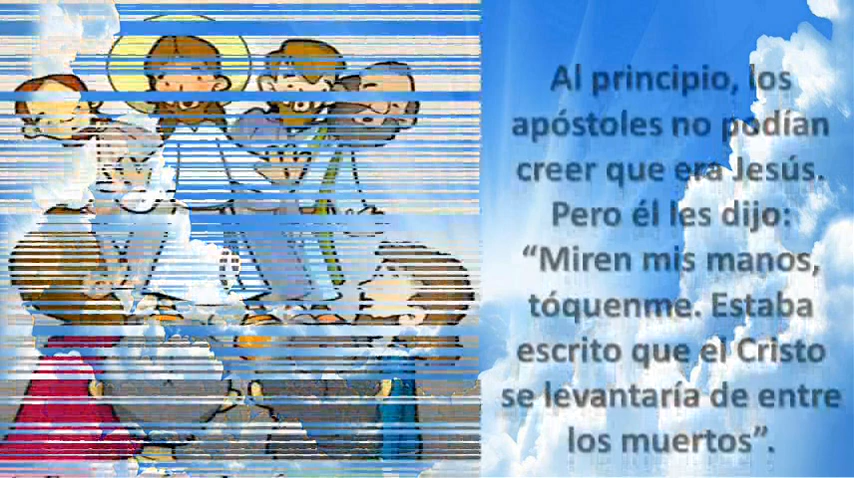 Al principio, los
apóstoles no podían
creer que era Jesús.
Pero él les dijo:
“Miren mis manos,
tóquenme. Estaba
escrito que el Cristo
se levantaría de entre
los muertos”.